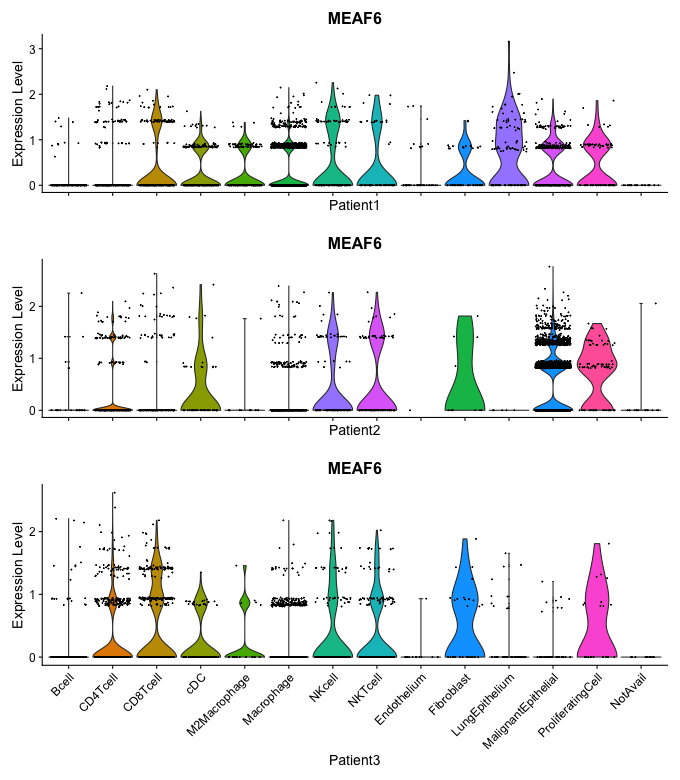 MEAF6
Expression Level
3
2
1
0
Patient1
MEAF6
Expression Level
2
1
0
Patient2
MEAF6
Expression Level
2
1
0
Bcell
CD4Tcell
CD8Tcell
cDC
M2Macrophage
Macrophage
NKcell
NKTcell
Endothelium
Fibroblast
LungEpithelium
MalignantEpithelial
ProliferatingCell
NotAvail
Patient3